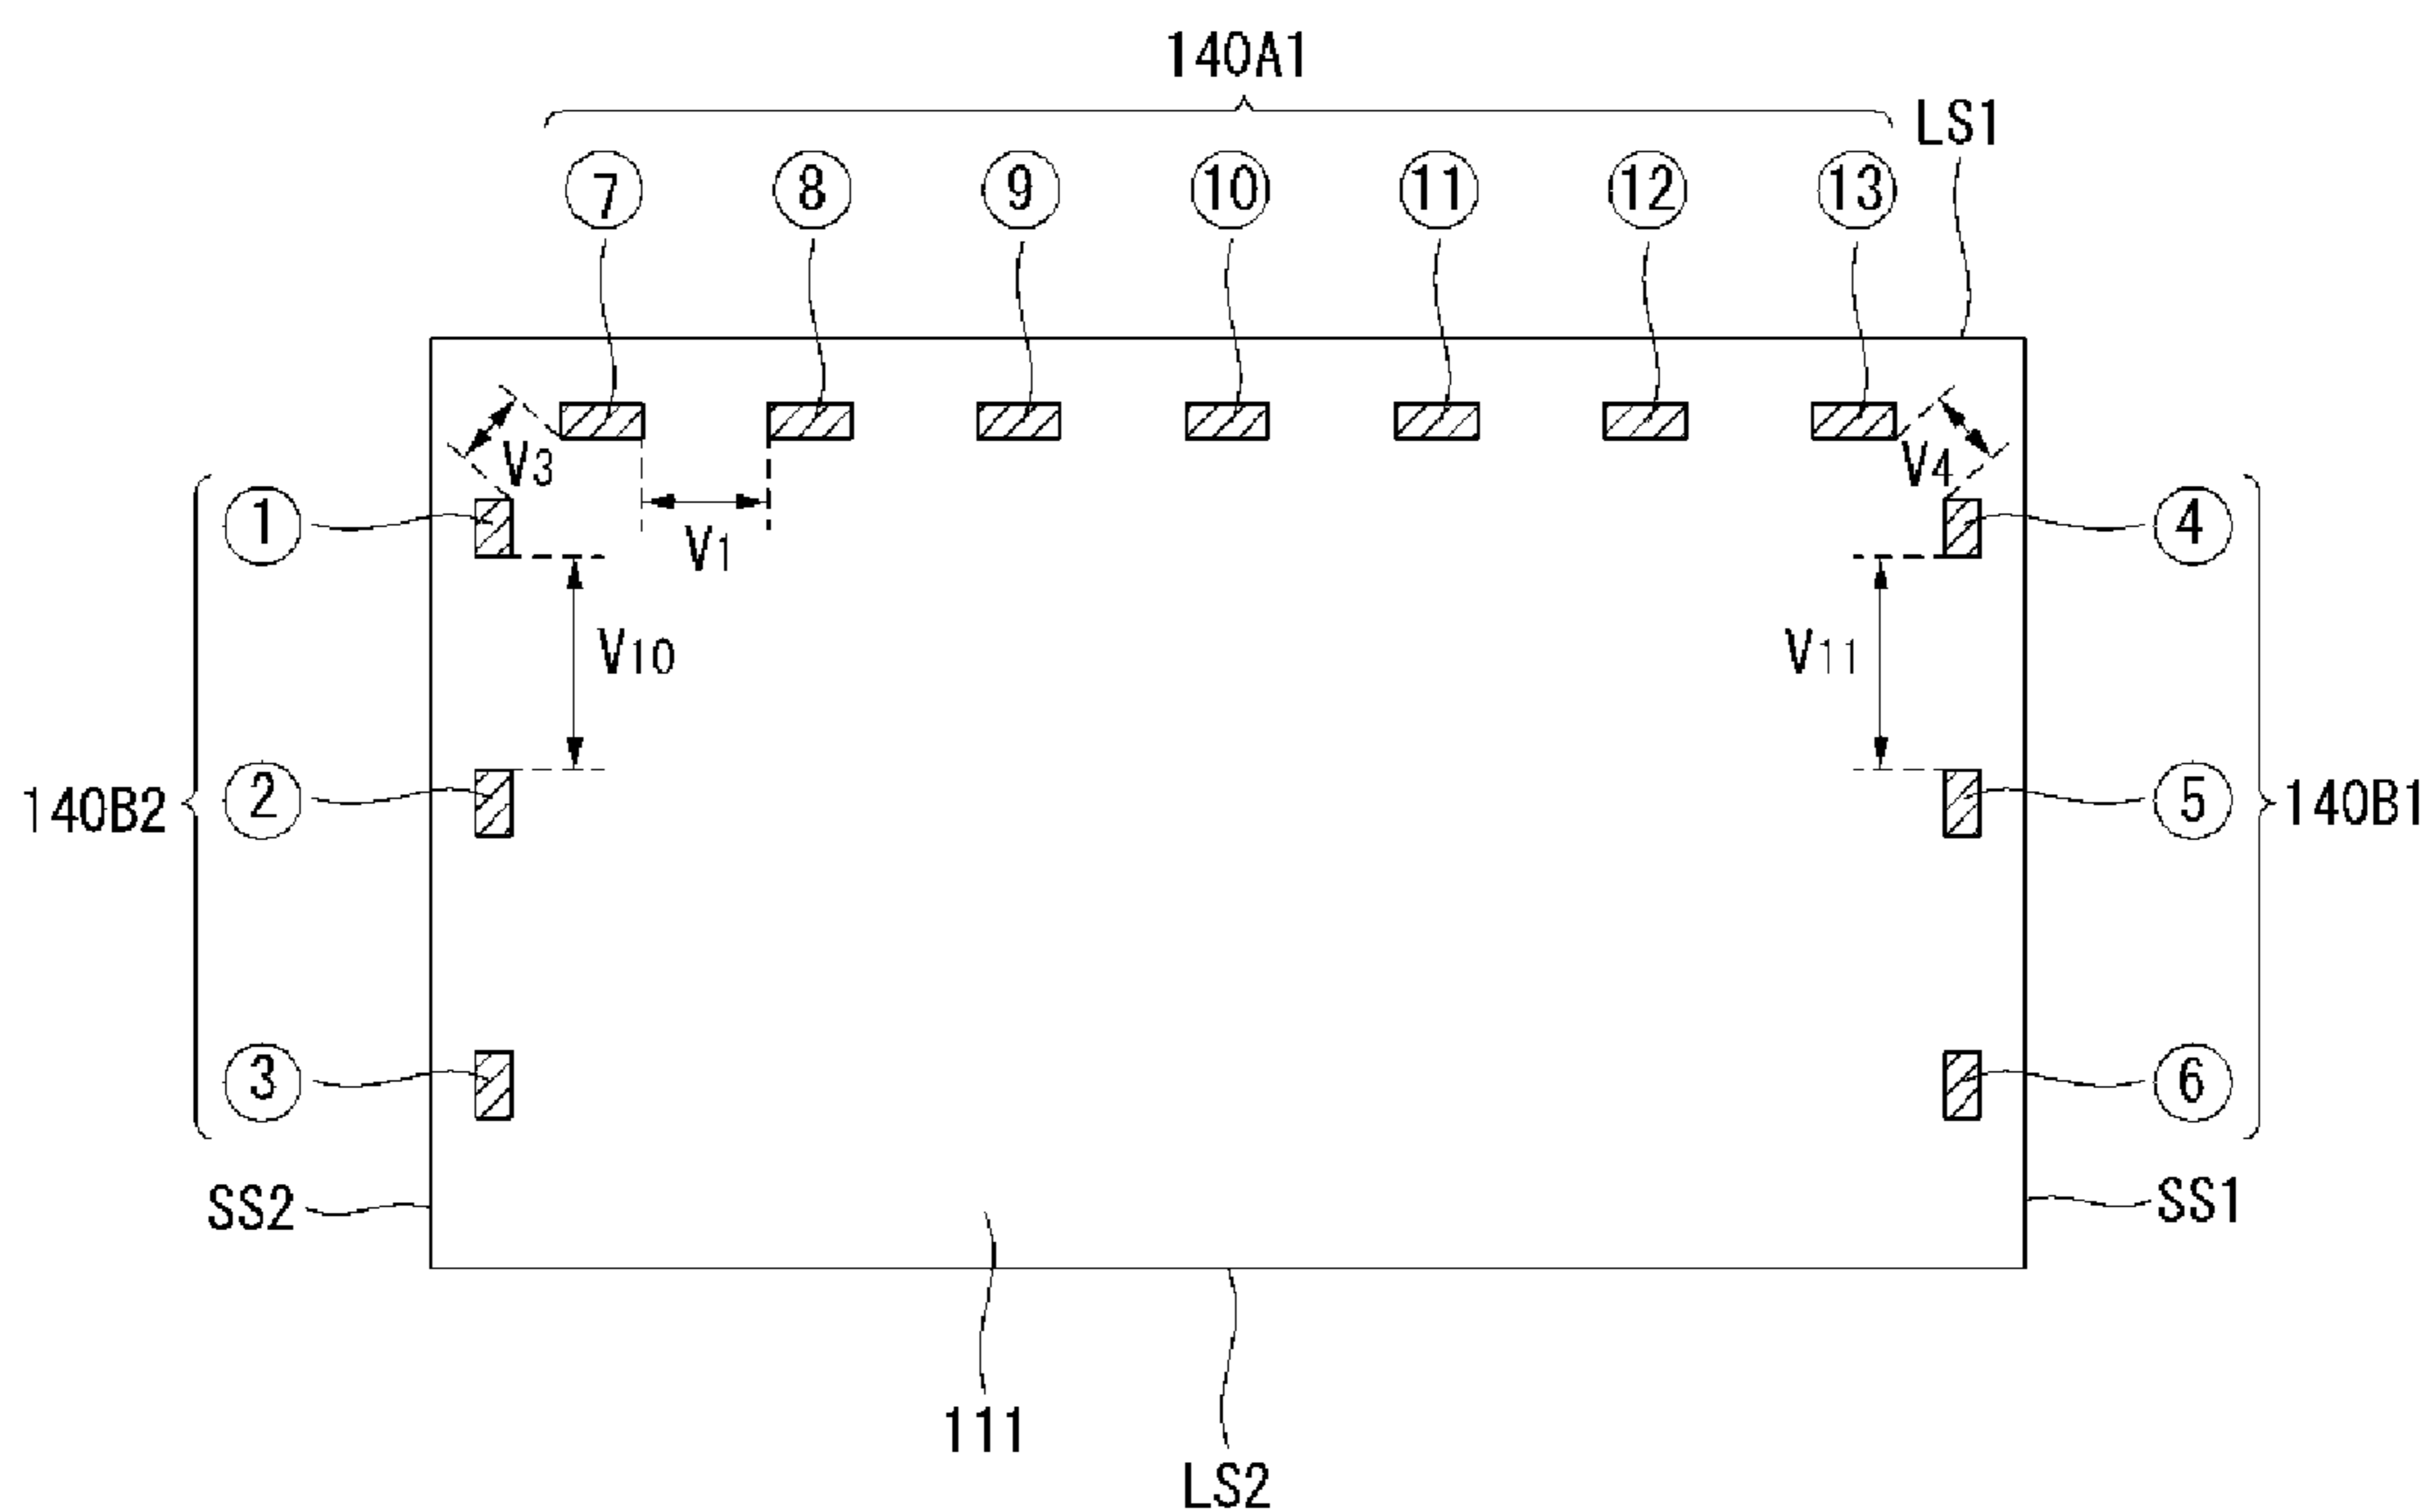 140A1
LS1
⑦ ⑧ ⑨ ⑩ ⑪ ⑫ ⑬
V3
V4
① V1 ④
V10 V11
140B2 ② ⑤ 140B1
③ ⑥
SS2 SS1
111
LS2